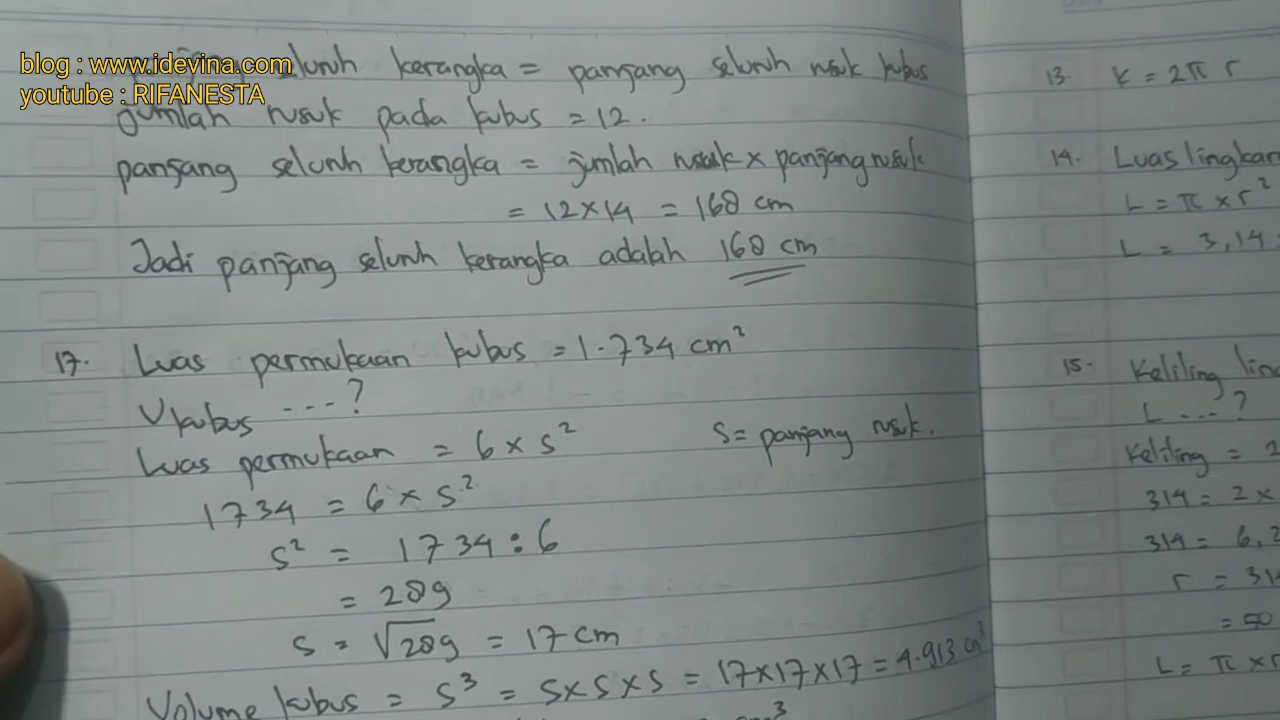 blog : www.idevina.com
youtube : RIFANESTA
panjang seluruh kerangka = panjang seluruh rusuk kubus
jumlah rusuk pada kubus = 12.
panjang seluruh kerangka = jumlah rusuk x panjang rusuk
= 12 x 14 = 168 cm
Jadi panjang seluruh kerangka adalah 168 cm
17. Luas permukaan kubus = 1.734 cm²
V kubus ---?
Luas permukaan = 6 x s² s = panjang rusuk.
1734 = 6 x s²
s² = 1734 : 6
= 289
s = √289 = 17 cm
Volume kubus = s³ = s x s x s = 17x17x17 = 4.913 cm³
13. K = 2π r
14. Luas lingkaran
L = π x r²
L = 3,14
15. Keliling lin
L ---?
Keliling = 2
314 = 2 x
314 = 6,2
r = 31
= 50
L = π x r